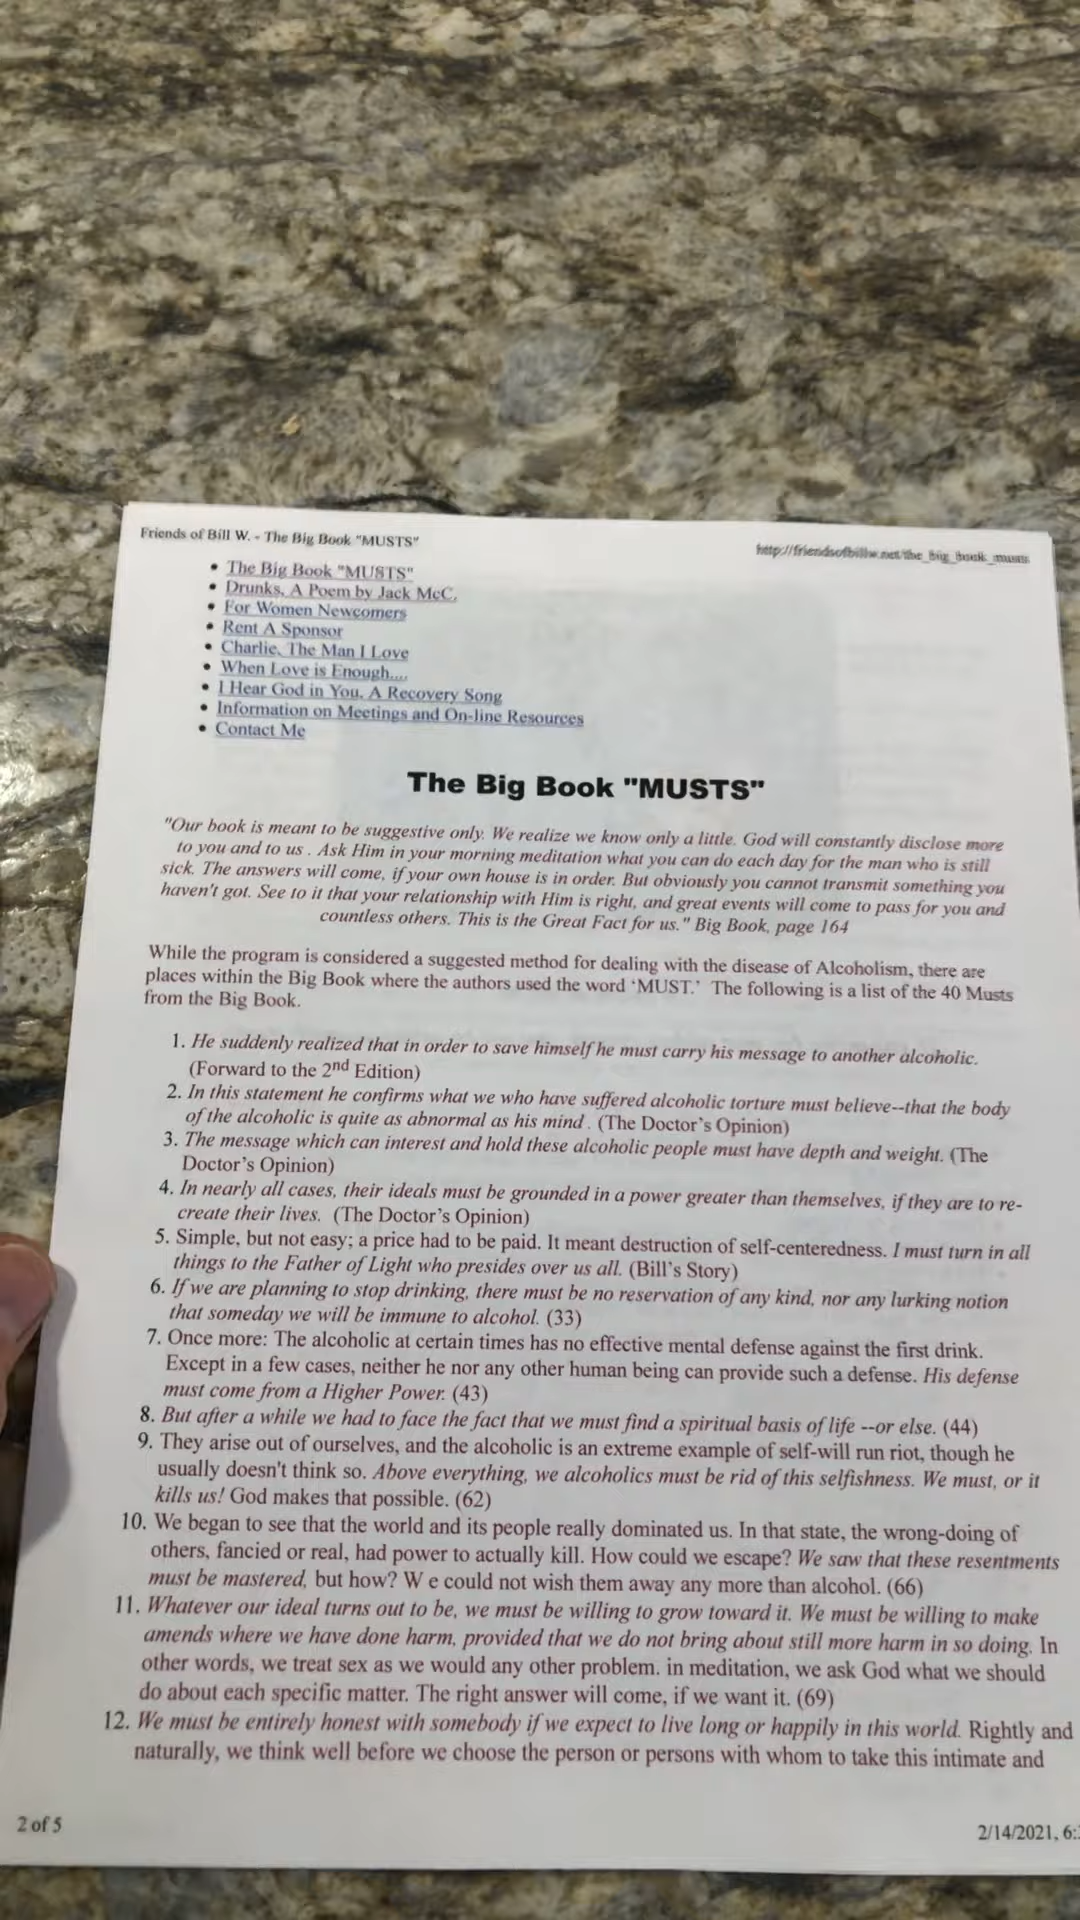 Friends of Bill W. - The Big Book "MUSTS"
http://friendsofbillw.net/the_big_book_musts
• The Big Book "MUSTS"
• Drunks, A Poem by Jack McC.
• For Women Newcomers
• Rent A Sponsor
• Charlie, The Man I Love
• When Love is Enough....
• I Hear God in You, A Recovery Song
• Information on Meetings and On-line Resources
• Contact Me
The Big Book "MUSTS"
"Our book is meant to be suggestive only. We realize we know only a little. God will constantly disclose more
to you and to us . Ask Him in your morning meditation what you can do each day for the man who is still
sick. The answers will come, if your own house is in order. But obviously you cannot transmit something you
haven't got. See to it that your relationship with Him is right, and great events will come to pass for you and
countless others. This is the Great Fact for us." Big Book, page 164
While the program is considered a suggested method for dealing with the disease of Alcoholism, there are
places within the Big Book where the authors used the word ‘MUST.’ The following is a list of the 40 Musts
from the Big Book.
1. He suddenly realized that in order to save himself he must carry his message to another alcoholic.
(Forward to the 2nd Edition)
2. In this statement he confirms what we who have suffered alcoholic torture must believe--that the body
of the alcoholic is quite as abnormal as his mind . (The Doctor’s Opinion)
3. The message which can interest and hold these alcoholic people must have depth and weight. (The
Doctor’s Opinion)
4. In nearly all cases, their ideals must be grounded in a power greater than themselves, if they are to re-
create their lives. (The Doctor’s Opinion)
5. Simple, but not easy; a price had to be paid. It meant destruction of self-centeredness. I must turn in all
things to the Father of Light who presides over us all. (Bill’s Story)
6. If we are planning to stop drinking, there must be no reservation of any kind, nor any lurking notion
that someday we will be immune to alcohol. (33)
7. Once more: The alcoholic at certain times has no effective mental defense against the first drink.
Except in a few cases, neither he nor any other human being can provide such a defense. His defense
must come from a Higher Power. (43)
8. But after a while we had to face the fact that we must find a spiritual basis of life --or else. (44)
9. They arise out of ourselves, and the alcoholic is an extreme example of self-will run riot, though he
usually doesn't think so. Above everything, we alcoholics must be rid of this selfishness. We must, or it
kills us! God makes that possible. (62)
10. We began to see that the world and its people really dominated us. In that state, the wrong-doing of
others, fancied or real, had power to actually kill. How could we escape? We saw that these resentments
must be mastered, but how? W e could not wish them away any more than alcohol. (66)
11. Whatever our ideal turns out to be, we must be willing to grow toward it. We must be willing to make
amends where we have done harm, provided that we do not bring about still more harm in so doing. In
other words, we treat sex as we would any other problem. in meditation, we ask God what we should
do about each specific matter. The right answer will come, if we want it. (69)
12. We must be entirely honest with somebody if we expect to live long or happily in this world. Rightly and
naturally, we think well before we choose the person or persons with whom to take this intimate and
2 of 5
2/14/2021, 6: